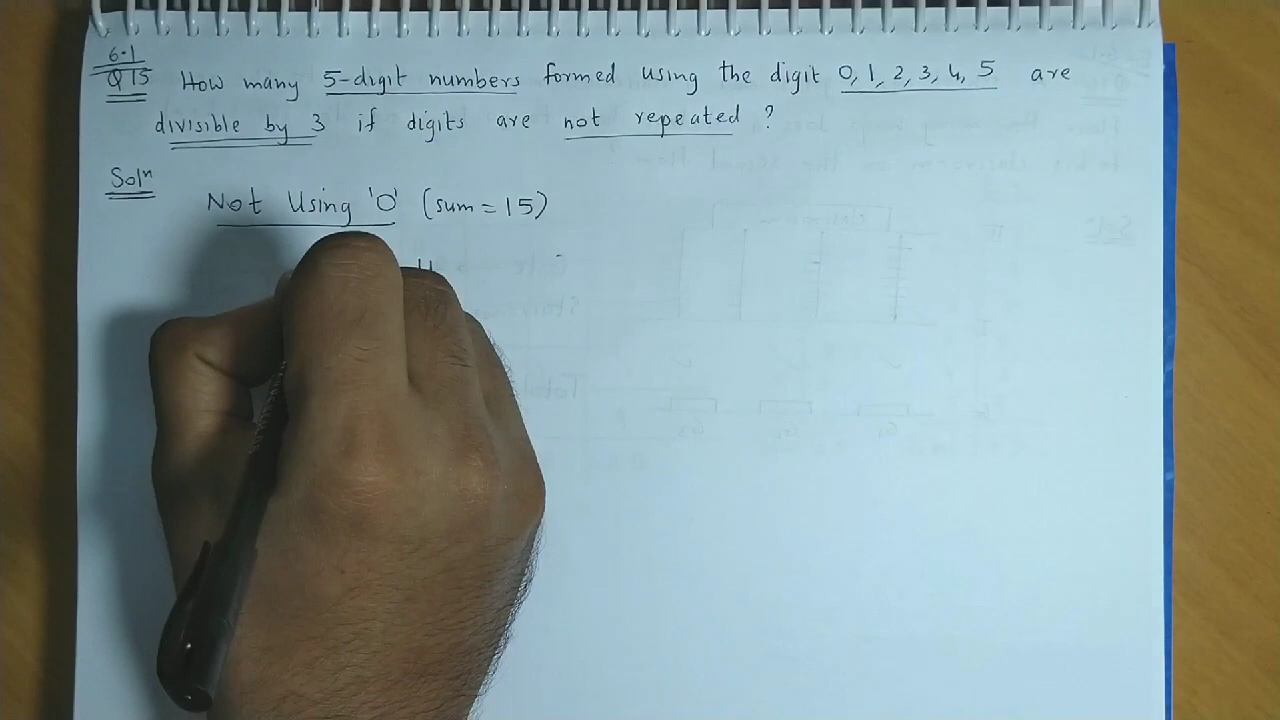 6.1
Q15 How many 5-digit numbers formed using the digit 0, 1, 2, 3, 4, 5 are
divisible by 3 if digits are not repeated ?
Solⁿ
Not Using '0' (sum = 15)